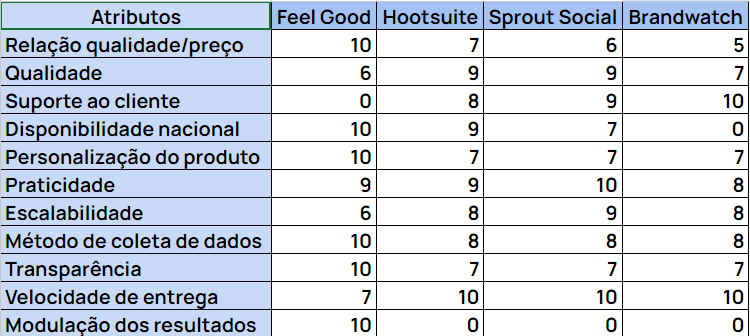 Atributos Feel Good Hootsuite Sprout Social Brandwatch
Relação qualidade/preço 10 7 6 5
Qualidade 6 9 9 7
Suporte ao cliente 0 8 9 10
Disponibilidade nacional 10 9 7 0
Personalização do produto 10 7 7 7
Praticidade 9 9 10 8
Escalabilidade 6 8 9 8
Método de coleta de dados 10 8 8 8
Transparência 10 7 7 7
Velocidade de entrega 7 10 10 10
Modulação dos resultados 10 0 0 0